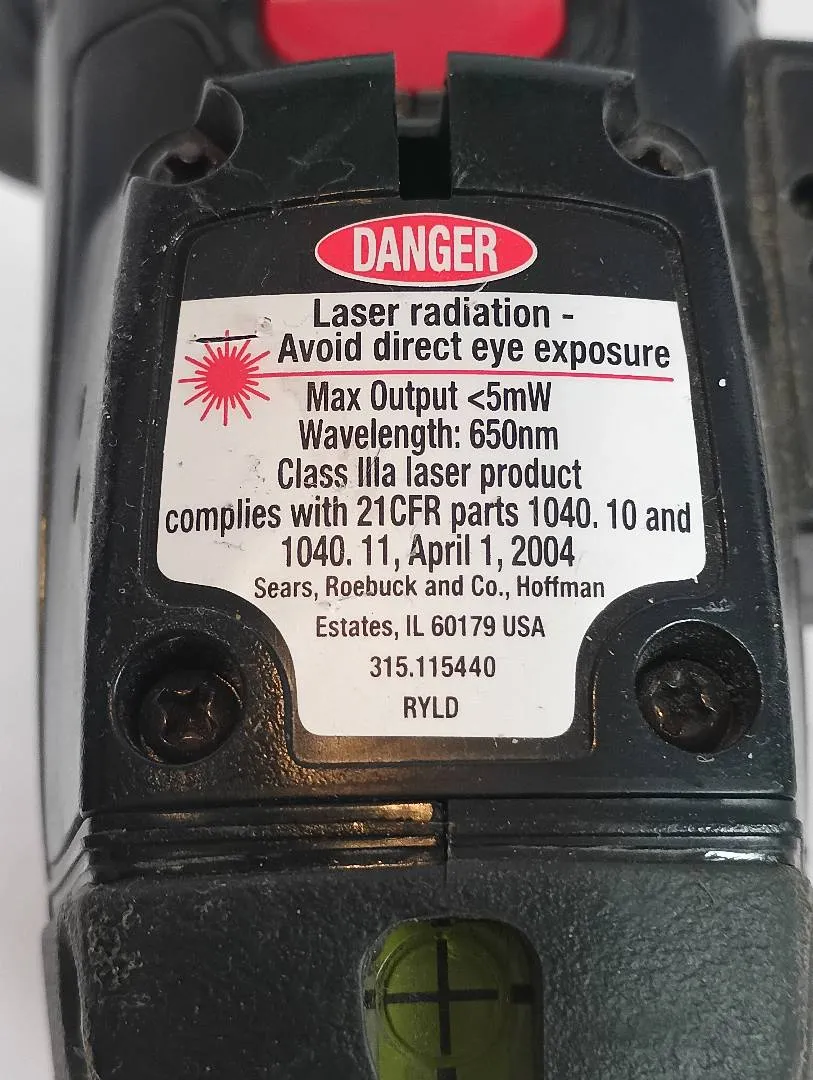 DANGER
Laser radiation -
Avoid direct eye exposure
Max Output <5mW
Wavelength: 650nm
Class IIIa laser product
complies with 21CFR parts 1040. 10 and
1040. 11, April 1, 2004
Sears, Roebuck and Co., Hoffman
Estates, IL 60179 USA
315.115440
RYLD